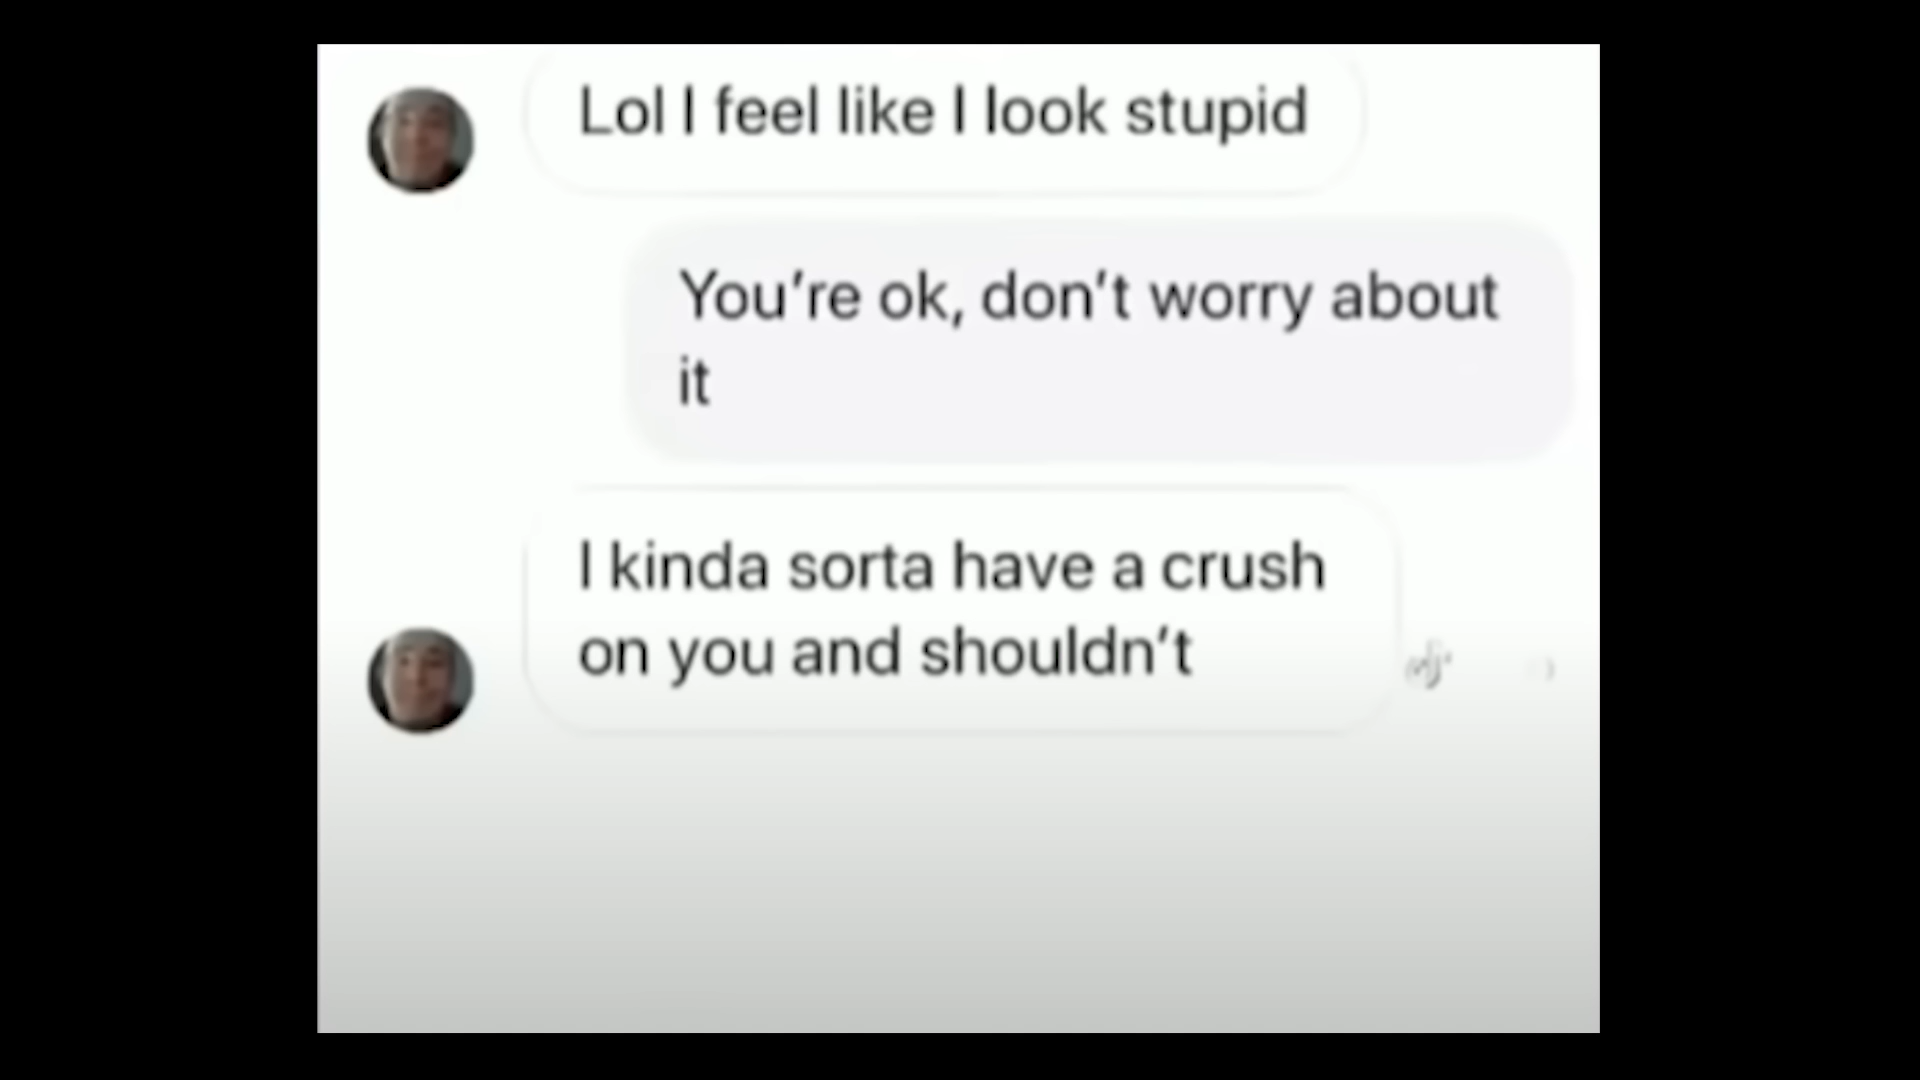 Lol I feel like I look stupid
You're ok, don't worry about
it
I kinda sorta have a crush
on you and shouldn't